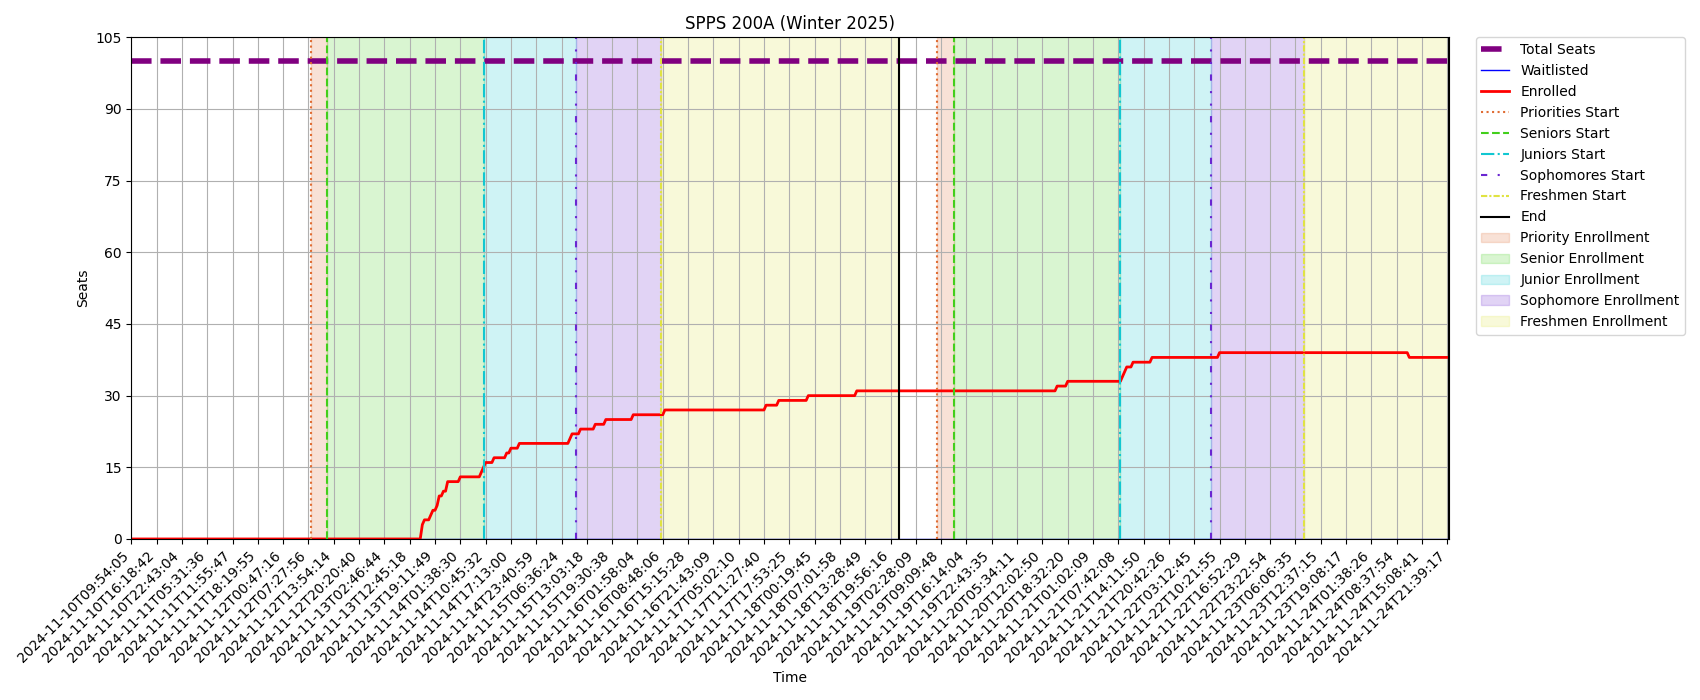 SPPS 200A (Winter 2025)
105
90
75
60
45
30
15
0
Seats
2024-11-10T09:54:05
2024-11-10T16:18:42
2024-11-10T22:43:04
2024-11-11T05:31:36
2024-11-11T11:55:47
2024-11-11T18:19:55
2024-11-12T00:47:16
2024-11-12T07:27:56
2024-11-12T13:54:14
2024-11-12T20:20:40
2024-11-13T02:46:44
2024-11-13T12:45:18
2024-11-13T19:11:49
2024-11-14T01:38:30
2024-11-14T10:45:32
2024-11-14T17:13:00
2024-11-14T23:40:59
2024-11-15T06:36:24
2024-11-15T13:03:18
2024-11-15T19:30:38
2024-11-16T01:58:04
2024-11-16T08:48:06
2024-11-16T15:15:28
2024-11-16T21:43:09
2024-11-17T05:02:10
2024-11-17T11:27:40
2024-11-17T17:53:25
2024-11-18T00:19:45
2024-11-18T07:01:58
2024-11-18T13:28:49
2024-11-18T19:56:16
2024-11-19T02:28:09
2024-11-19T09:09:48
2024-11-19T16:14:04
2024-11-19T22:43:35
2024-11-20T05:34:11
2024-11-20T12:02:50
2024-11-20T18:32:20
2024-11-21T01:02:09
2024-11-21T07:42:08
2024-11-21T14:11:50
2024-11-21T20:42:26
2024-11-22T03:12:45
2024-11-22T10:21:55
2024-11-22T16:52:29
2024-11-22T23:22:54
2024-11-23T06:06:35
2024-11-23T12:37:15
2024-11-23T19:08:17
2024-11-24T01:38:26
2024-11-24T08:37:54
2024-11-24T15:08:41
2024-11-24T21:39:17
Time
Total Seats
Waitlisted
Enrolled
Priorities Start
Seniors Start
Juniors Start
Sophomores Start
Freshmen Start
End
Priority Enrollment
Senior Enrollment
Junior Enrollment
Sophomore Enrollment
Freshmen Enrollment